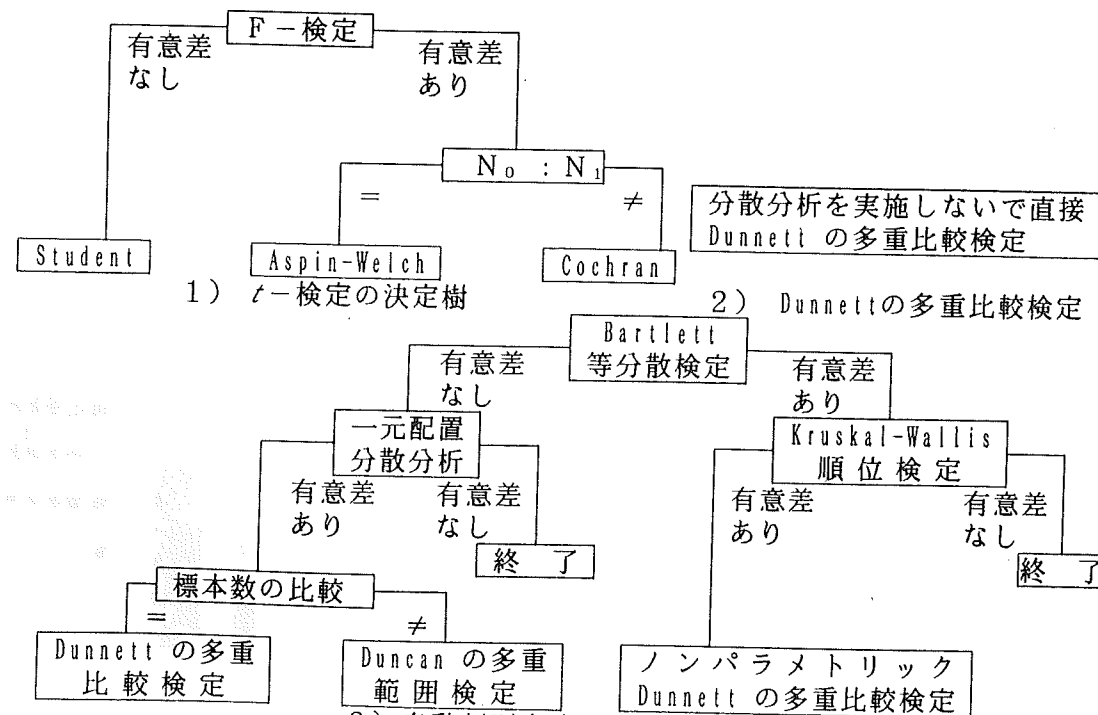 F－検定
有意差
なし
有意差
あり
N₀ : N₁
＝
≠
Student
Aspin-Welch
Cochran
1) t－検定の決定樹
分散分析を実施しないで直接
Dunnett の多重比較検定
2) Dunnettの多重比較検定
Bartlett
等分散検定
有意差
なし
有意差
あり
一元配置
分散分析
Kruskal-Wallis
順位検定
有意差
あり
有意差
なし
有意差
あり
有意差
なし
終 了
終 了
標本数の比較
＝
≠
Dunnett の多重
比較検定
Duncan の多重
範囲検定
ノンパラメトリック
Dunnett の多重比較検定